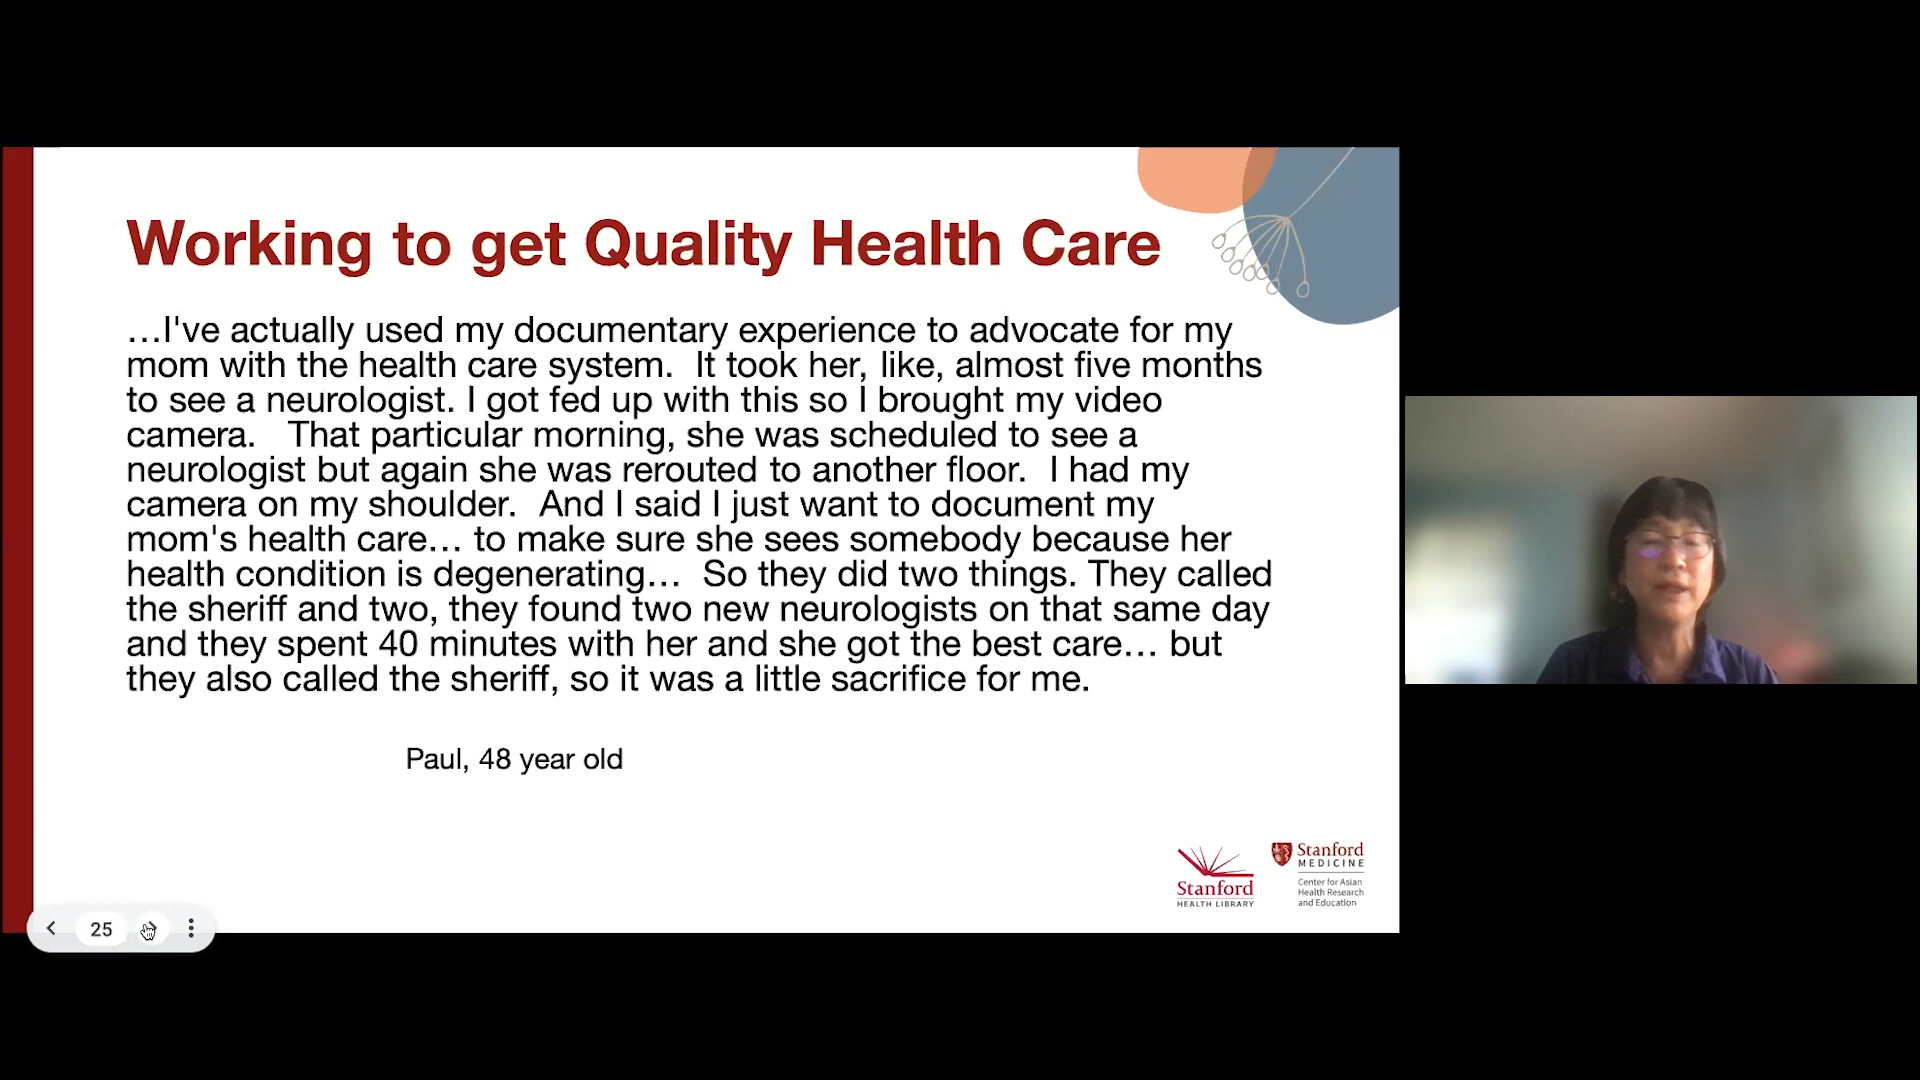 Working to get Quality Health Care
…I've actually used my documentary experience to advocate for my
mom with the health care system.  It took her, like, almost five months
to see a neurologist. I got fed up with this so I brought my video
camera.   That particular morning, she was scheduled to see a
neurologist but again she was rerouted to another floor.  I had my
camera on my shoulder.  And I said I just want to document my
mom's health care… to make sure she sees somebody because her
health condition is degenerating…  So they did two things. They called
the sheriff and two, they found two new neurologists on that same day
and they spent 40 minutes with her and she got the best care… but
they also called the sheriff, so it was a little sacrifice for me.
Paul, 48 year old
Stanford
HEALTH LIBRARY
Stanford
MEDICINE
Center for Asian
Health Research
and Education
25